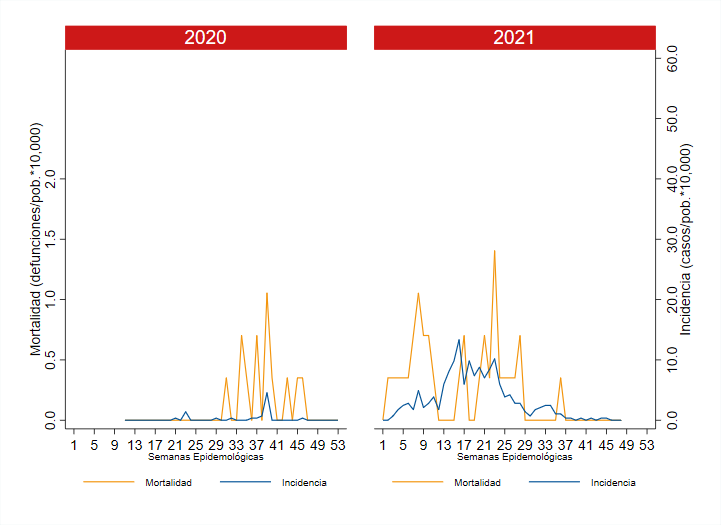 2020
2021
Mortalidad (defunciones/pob.*10,000)
0.0 0.5 1.0 1.5 2.0
Incidencia (casos/pob.*10,000)
0.0 10.0 20.0 30.0 40.0 50.0 60.0
1 5 9 13 17 21 25 29 33 37 41 45 49 53
Semanas Epidemológicas
1 5 9 13 17 21 25 29 33 37 41 45 49 53
Semanas Epidemológicas
Mortalidad Incidencia
Mortalidad Incidencia